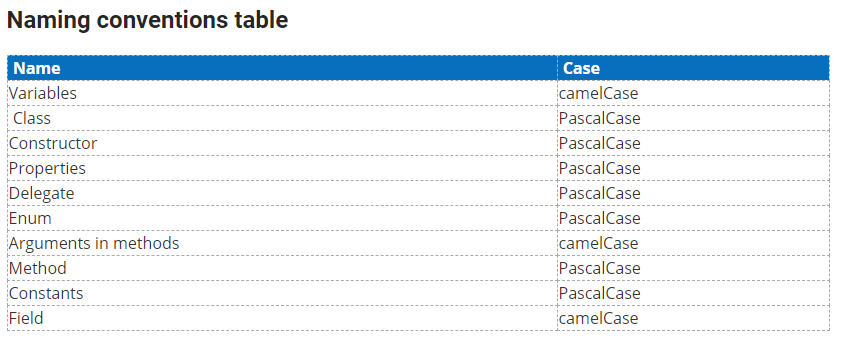 Naming conventions table
Name Case
Variables camelCase
Class PascalCase
Constructor PascalCase
Properties PascalCase
Delegate PascalCase
Enum PascalCase
Arguments in methods camelCase
Method PascalCase
Constants PascalCase
Field camelCase